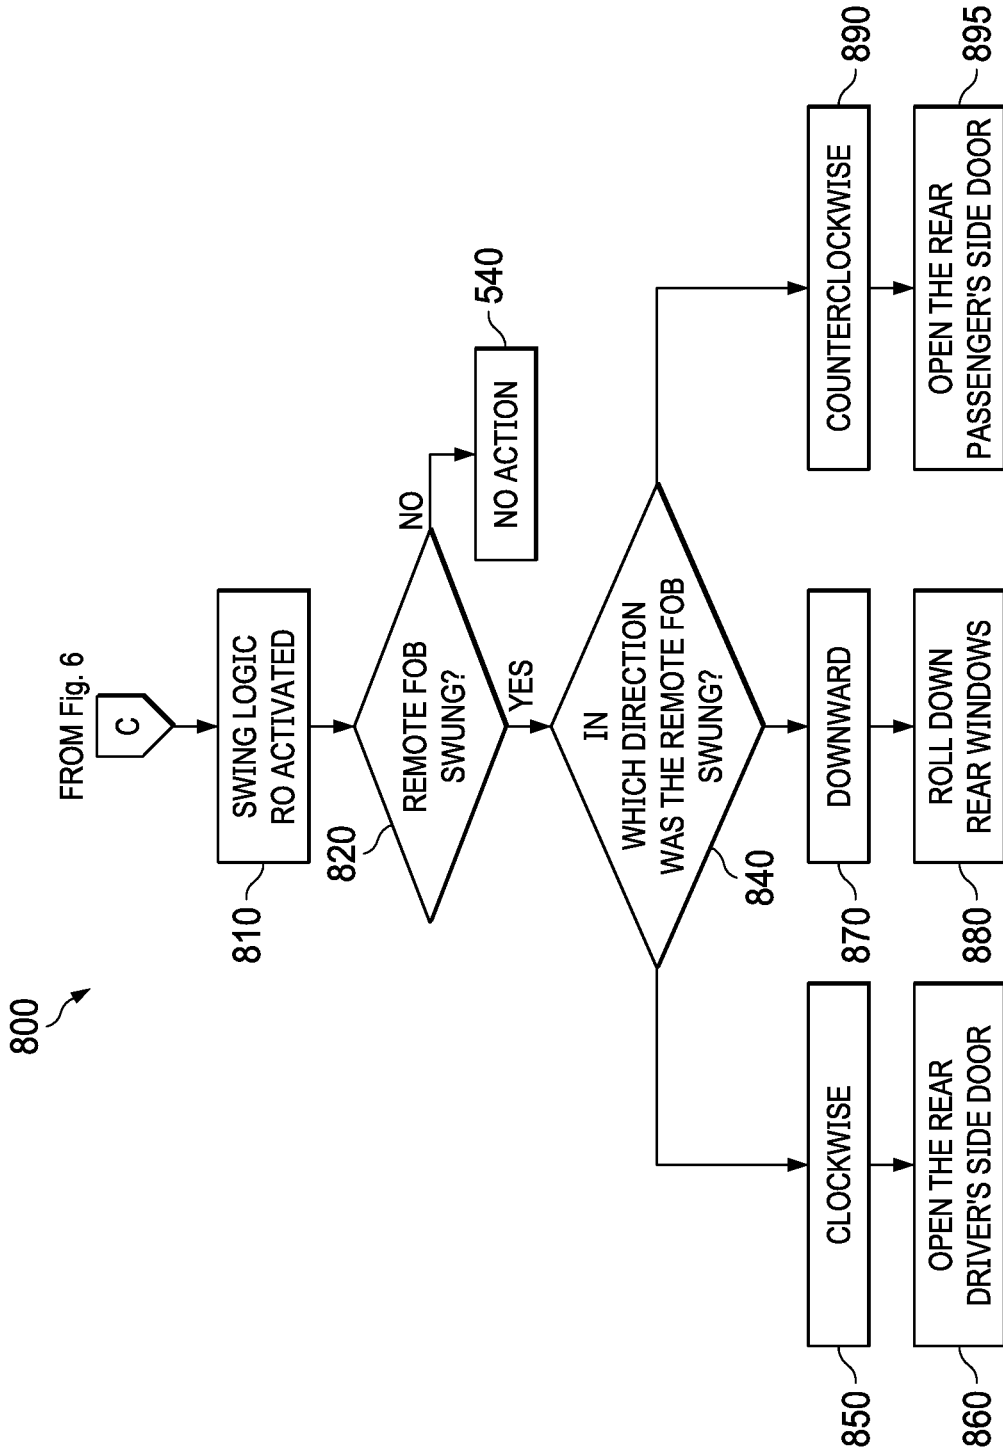 800
FROM Fig. 6
C
SWING LOGIC
RO ACTIVATED
810
REMOTE FOB
SWUNG?
820
NO
NO ACTION
540
YES
IN
WHICH DIRECTION
WAS THE REMOTE FOB
SWUNG?
840
CLOCKWISE
850
OPEN THE REAR
DRIVER'S SIDE DOOR
860
DOWNWARD
870
ROLL DOWN
REAR WINDOWS
880
COUNTERCLOCKWISE
890
OPEN THE REAR
PASSENGER'S SIDE DOOR
895